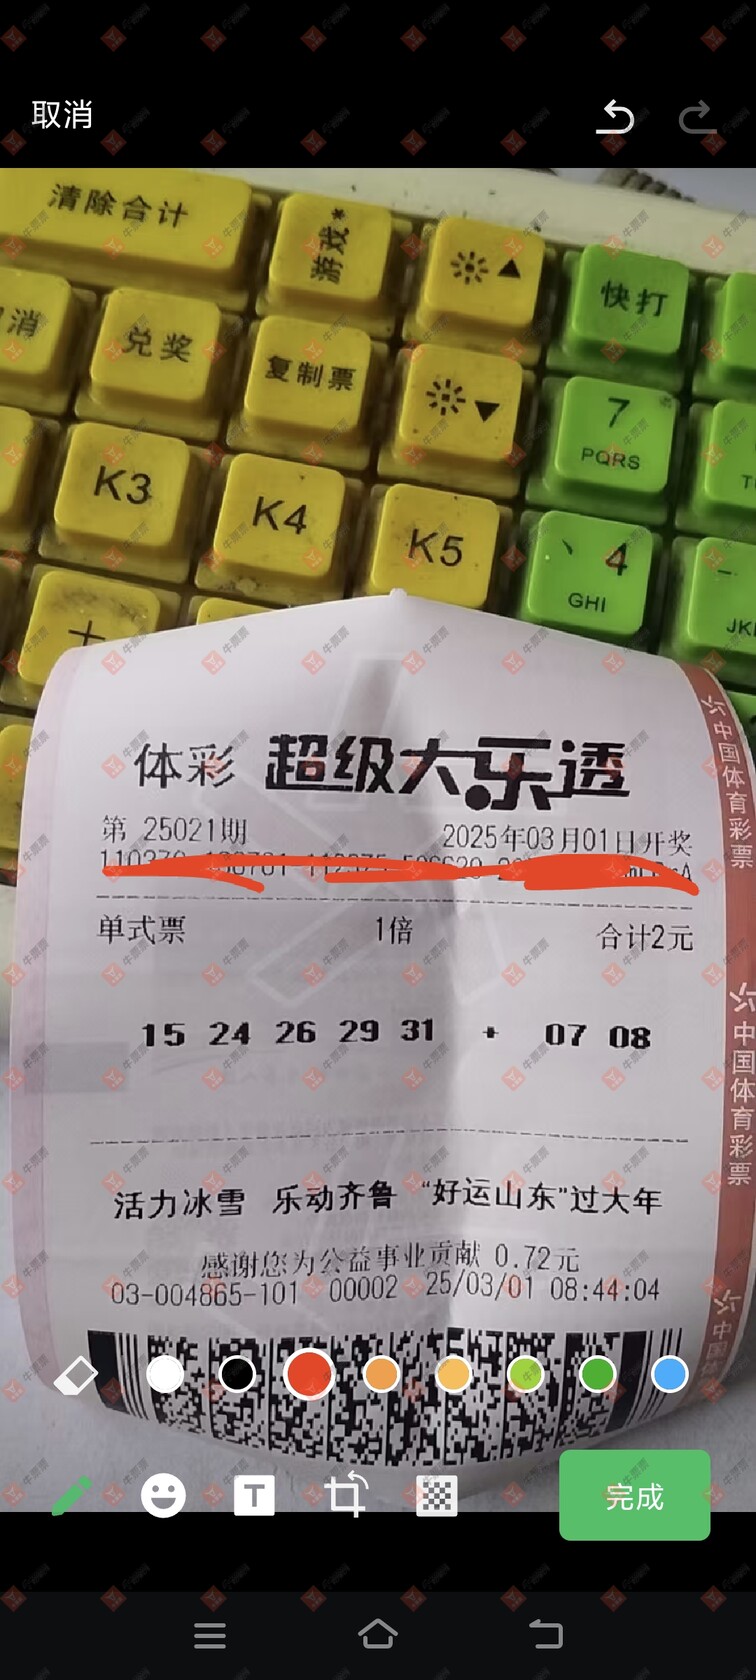 取消
清除合计
游戏*
快打
兑奖
复制票
7
PQRS
K3
K4
K5
4
GHI
体彩 超级大乐透
第 25021期
2025年03月01日开奖
单式票
1倍
合计2元
15 24 26 29 31 + 07 08
活力冰雪 乐动齐鲁 “好运山东”过大年
感谢您为公益事业贡献 0.72元
03-004865-101 00002 25/03/01 08:44:04
中国体育彩票
中国体育彩票
T
完成